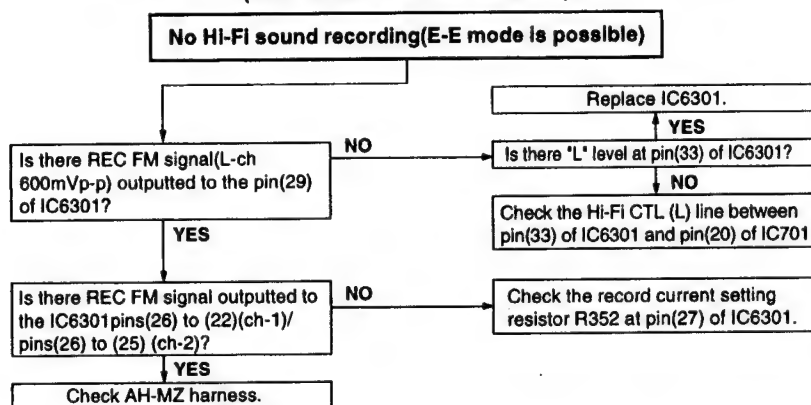 No Hi-Fi sound recording(E-E mode is possible)
Is there REC FM signal(L-ch
600mVp-p) outputted to the pin(29)
of IC6301?
NO
Is there "L" level at pin(33) of IC6301?
YES
Replace IC6301.
NO
Check the Hi-Fi CTL (L) line between
pin(33) of IC6301 and pin(20) of IC701
YES
Is there REC FM signal outputted to
the IC6301pins(26) to (22)(ch-1)/
pins(26) to (25) (ch-2)?
NO
Check the record current setting
resistor R352 at pin(27) of IC6301.
YES
Check AH-MZ harness.